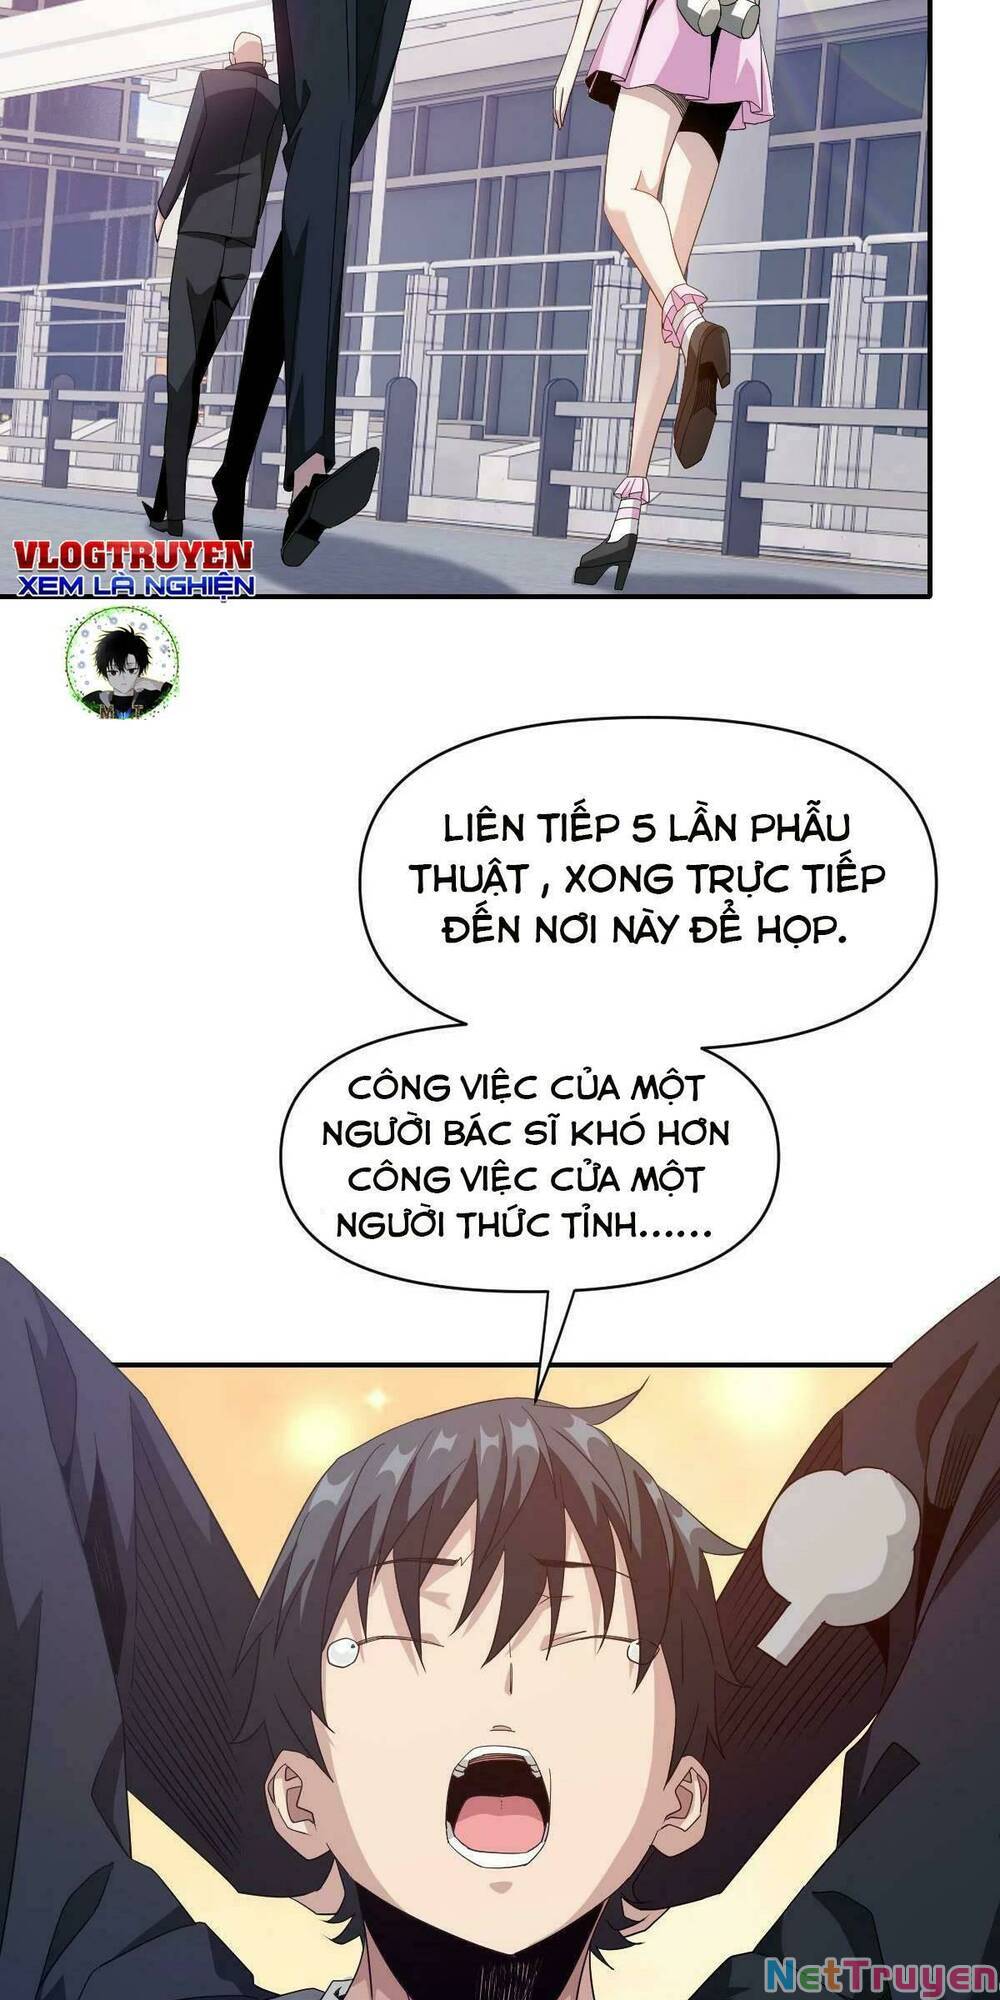 VLOGTRUYEN
XEM LÀ NGHIỆN
M T
LIÊN TIẾP 5 LẦN PHẪU
THUẬT , XONG TRỰC TIẾP
ĐẾN NƠI NÀY ĐỂ HỌP.
CÔNG VIỆC CỦA MỘT
NGƯỜI BÁC SĨ KHÓ HƠN
CÔNG VIỆC CỬA MỘT
NGƯỜI THỨC TỈNH......
NetTruyen